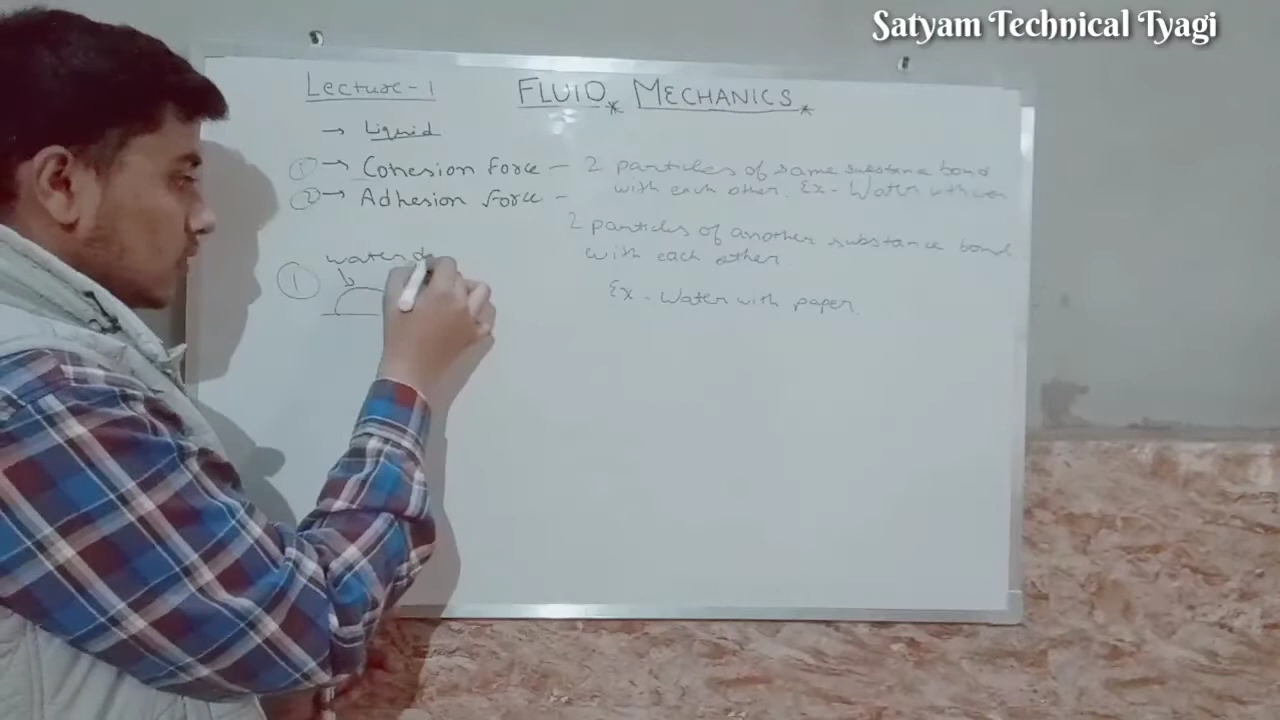 Satyam Technical Tyagi
Lecture-1 FLUID * MECHANICS *
→ Liquid
① → Cohesion Force – 2 particles of same substance bond
with each other. Ex - Water with
② → Adhesion Force –
2 particles of another substance bond
with each other
Ex - Water with paper
① water d